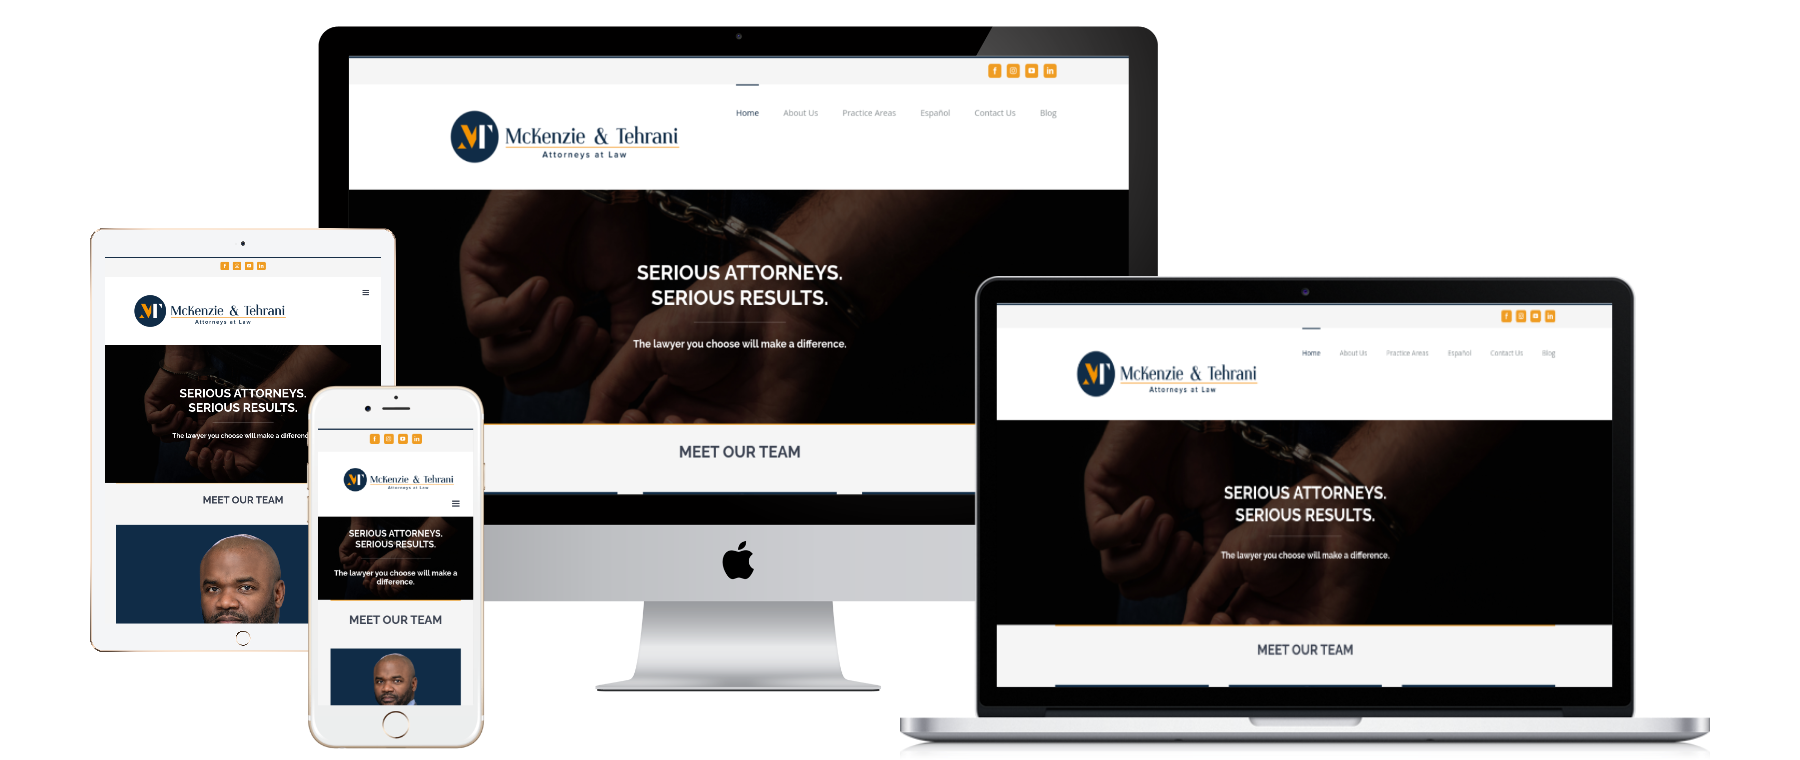 Home About Us Practice Areas Español Contact Us Blog
MT McKenzie & Tehrani
Attorneys at Law
SERIOUS ATTORNEYS.
SERIOUS RESULTS.
The lawyer you choose will make a difference.
MEET OUR TEAM
MT McKenzie & Tehrani
Attorneys at Law
SERIOUS ATTORNEYS.
SERIOUS RESULTS.
The lawyer you choose will make a differenc
MEET OUR TEAM
MT McKenzie & Tehrani
Attorneys at Law
SERIOUS ATTORNEYS.
SERIOUS RESULTS.
The lawyer you choose will make a
difference.
MEET OUR TEAM
Home About Us Practice Areas Español Contact Us Blog
MT McKenzie & Tehrani
Attorneys at Law
SERIOUS ATTORNEYS.
SERIOUS RESULTS.
The lawyer you choose will make a difference.
MEET OUR TEAM